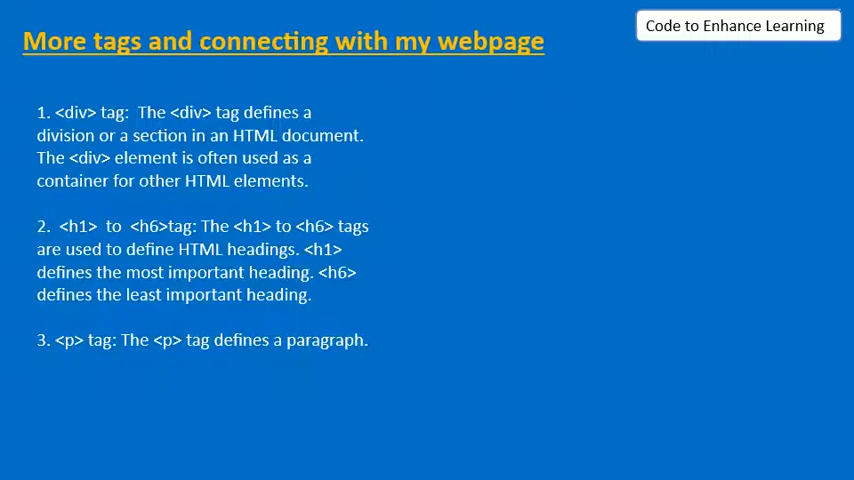 More tags and connecting with my webpage
Code to Enhance Learning
1. <div> tag:  The <div> tag defines a
division or a section in an HTML document.
The <div> element is often used as a
container for other HTML elements.
2.  <h1>  to  <h6>tag: The <h1> to <h6> tags
are used to define HTML headings. <h1>
defines the most important heading. <h6>
defines the least important heading.
3. <p> tag: The <p> tag defines a paragraph.